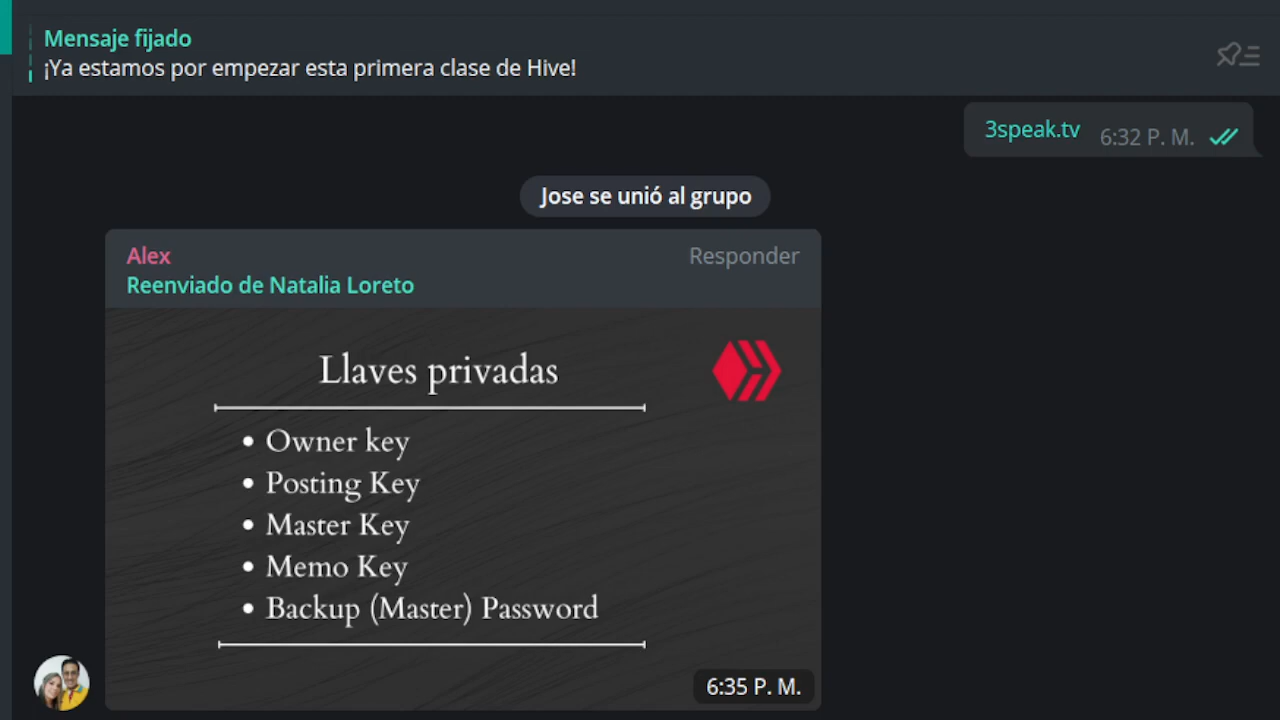 Mensaje fijado
¡Ya estamos por empezar esta primera clase de Hive!
3speak.tv 6:32 P. M.
Jose se unió al grupo
Alex Responder
Reenviado de Natalia Loreto
Llaves privadas
• Owner key
• Posting Key
• Master Key
• Memo Key
• Backup (Master) Password
6:35 P. M.